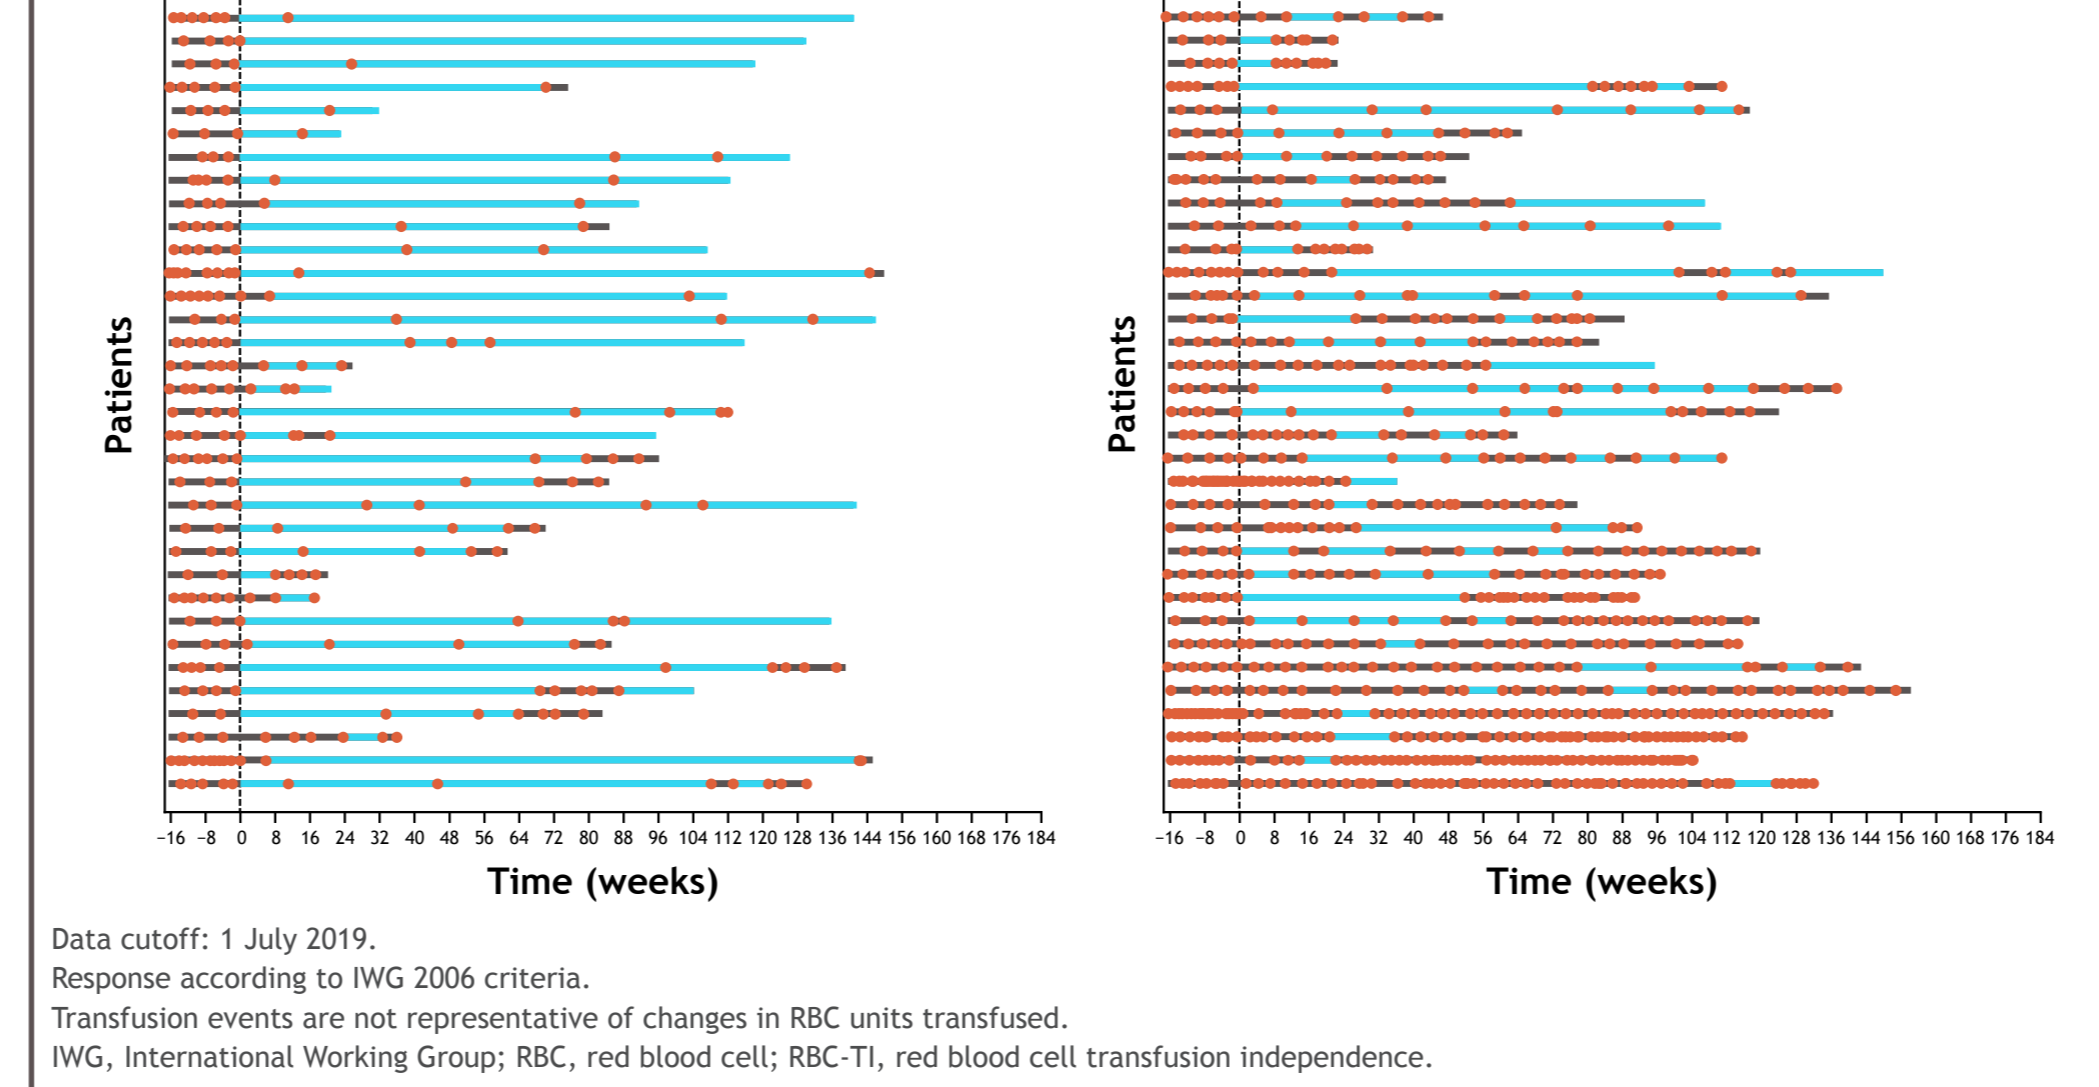 Patients
−16 −8 0 8 16 24 32 40 48 56 64 72 80 88 96 104 112 120 128 136 144 156 160 168 176 184
Time (weeks)
Patients
−16 −8 0 8 16 24 32 40 48 56 64 72 80 88 96 104 112 120 128 136 144 156 160 168 176 184
Time (weeks)
Data cutoff: 1 July 2019.
Response according to IWG 2006 criteria.
Transfusion events are not representative of changes in RBC units transfused.
IWG, International Working Group; RBC, red blood cell; RBC-TI, red blood cell transfusion independence.